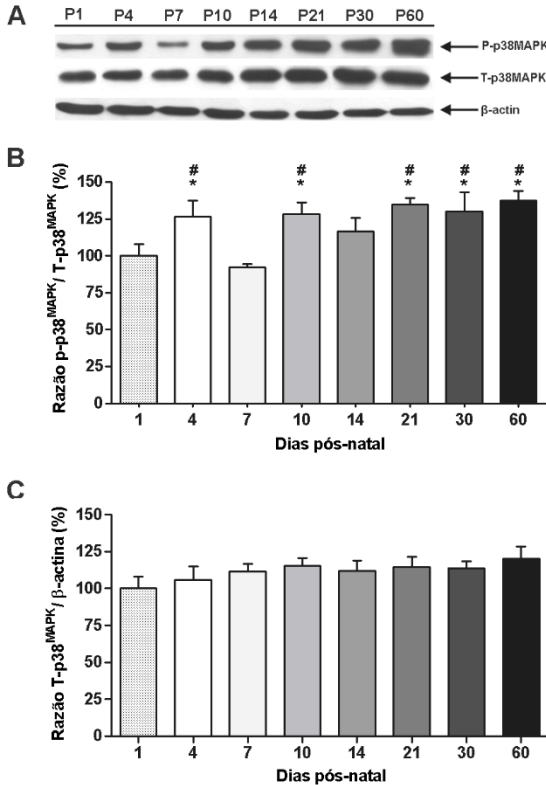 A
P1 P4 P7 P10 P14 P21 P30 P60
P-p38MAPK
T-p38MAPK
β-actin
B
Razão p-p38MAPK/ T-p38MAPK (%)
150
125
100
75
50
25
0
# # # # #
* * * * *
1 4 7 10 14 21 30 60
Dias pós-natal
C
Razão T-p38MAPK/ β-actina (%)
150
125
100
75
50
25
0
1 4 7 10 14 21 30 60
Dias pós-natal